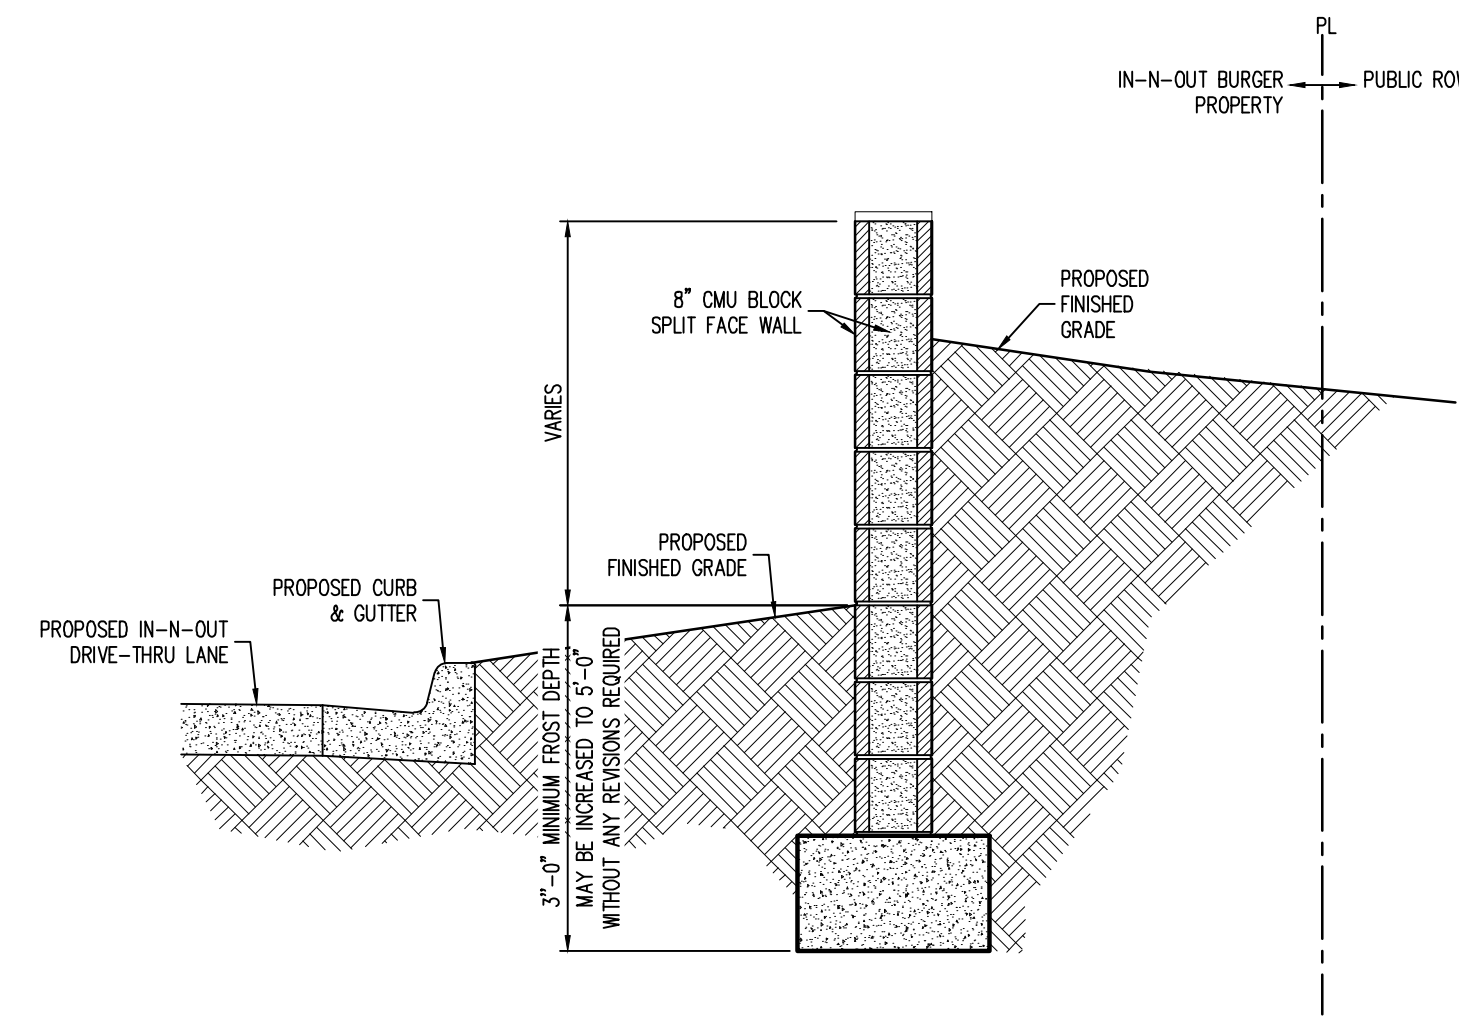 PL
IN-N-OUT BURGER
PROPERTY
PUBLIC ROW
8" CMU BLOCK
SPLIT FACE WALL
PROPOSED
FINISHED
GRADE
VARIES
PROPOSED
FINISHED GRADE
PROPOSED CURB
& GUTTER
PROPOSED IN-N-OUT
DRIVE-THRU LANE
3"-0" MINIMUM FROST DEPTH
MAY BE INCREASED TO 5'-0"
WITHOUT ANY REVISIONS REQUIRED